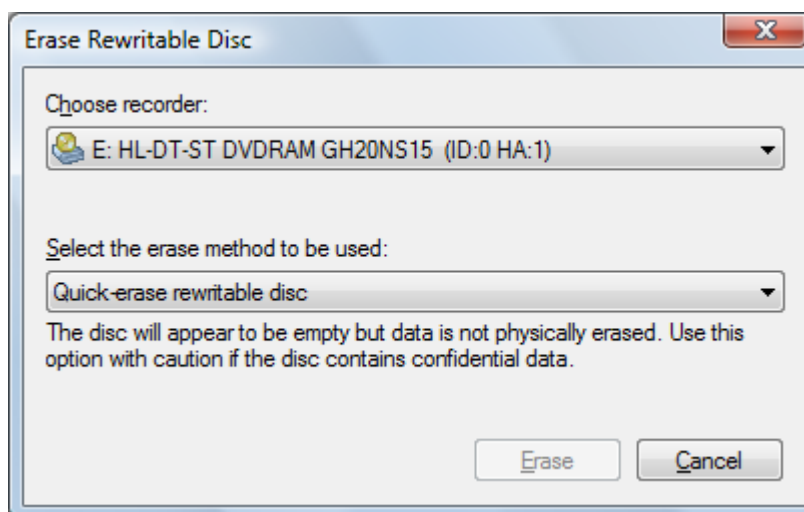 Erase Rewritable Disc
Choose recorder:
E: HL-DT-ST DVDRAM GH20NS15 (ID:0 HA:1)
Select the erase method to be used:
Quick-erase rewritable disc
The disc will appear to be empty but data is not physically erased. Use this
option with caution if the disc contains confidential data.
Erase
Cancel